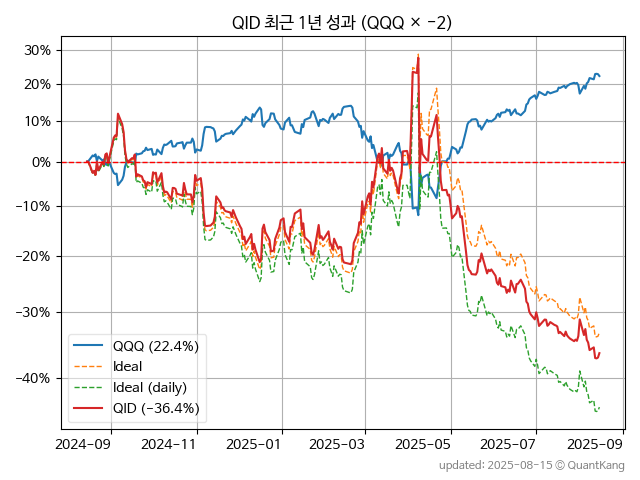 QID 최근 1년 성과 (QQQ × −2)
30%
20%
10%
0%
−10%
−20%
−30%
−40%
QQQ (22.4%)
Ideal
Ideal (daily)
QID (−36.4%)
2024-09 2024-11 2025-01 2025-03 2025-05 2025-07 2025-09
updated: 2025-08-15 © QuantKang